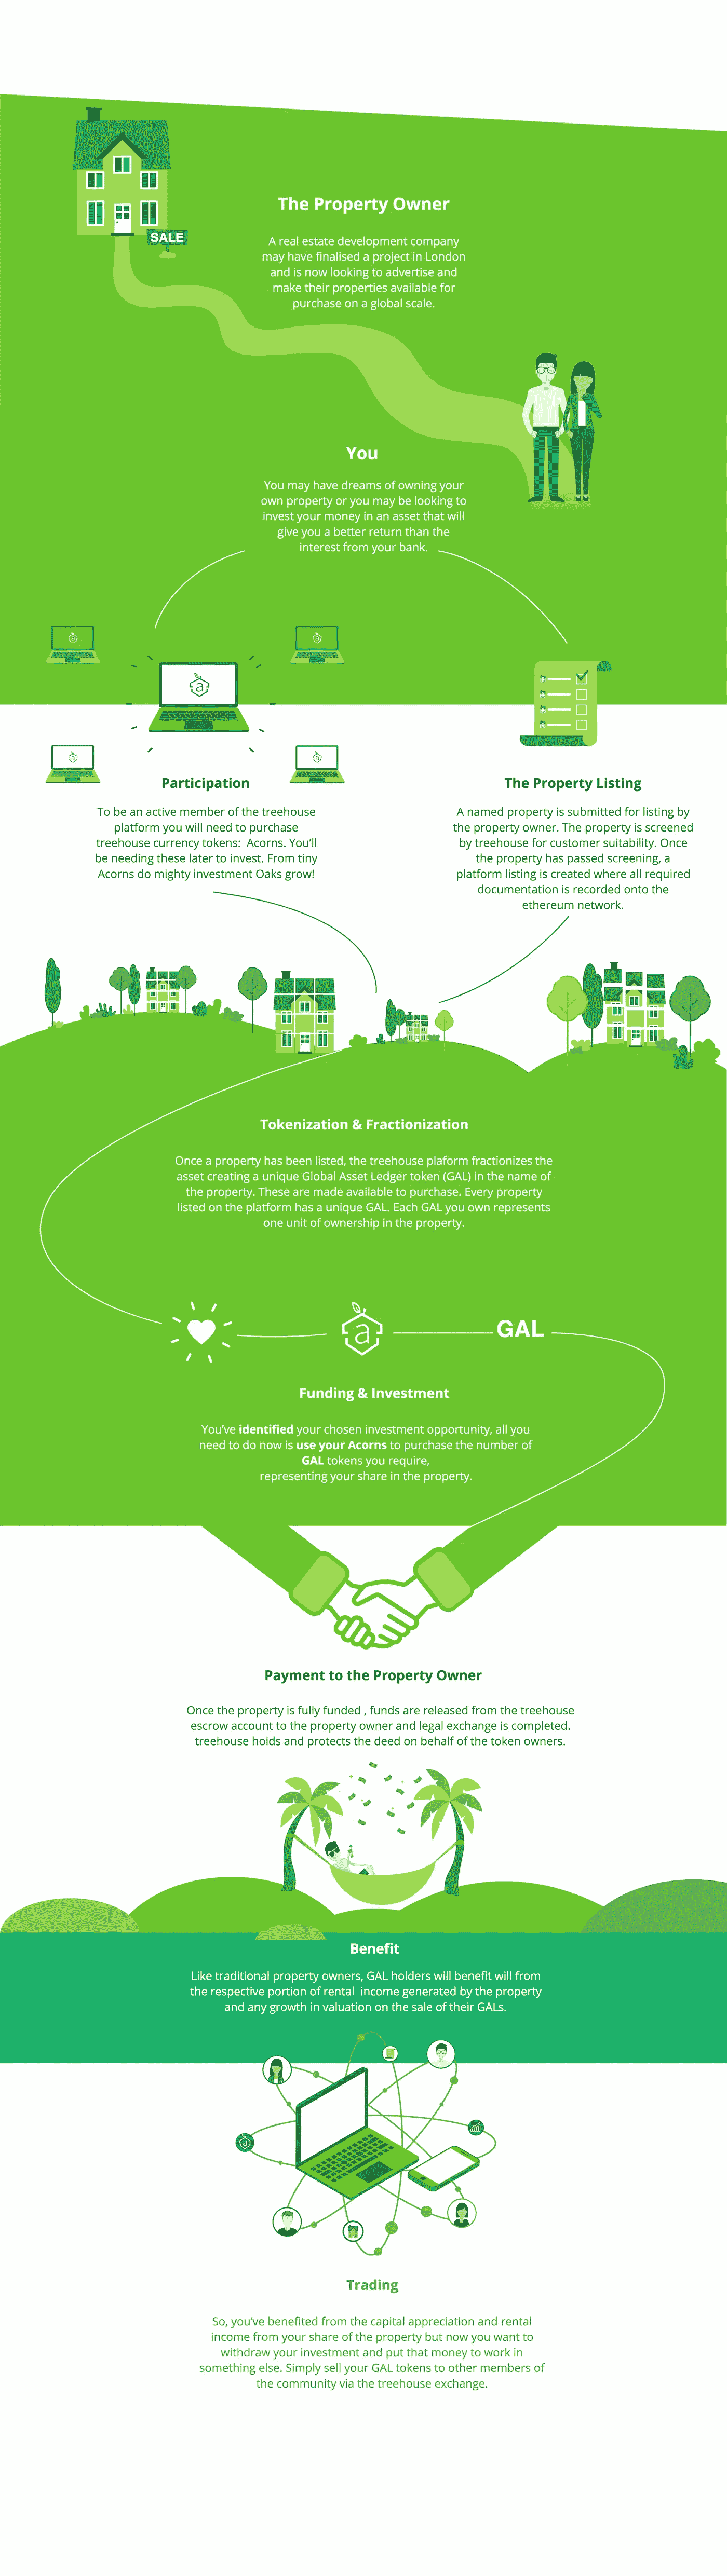 The Property Owner
A real estate development company
may have finalised a project in London
and is now looking to advertise and
make their properties available for
purchase on a global scale.
SALE
You
You may have dreams of owning your
own property or you may be looking to
invest your money in an asset that will
give you a better return than the
interest from your bank.
a
a
a
a
a
Participation
To be an active member of the treehouse
platform you will need to purchase
treehouse currency tokens: Acorns. You'll
be needing these later to invest. From tiny
Acorns do mighty investment Oaks grow!
The Property Listing
A named property is submitted for listing by
the property owner. The property is screened
by treehouse for customer suitability. Once
the property has passed screening, a
platform listing is created where all required
documentation is recorded onto the
ethereum network.
Tokenization & Fractionization
Once a property has been listed, the treehouse plaform fractionizes the
asset creating a unique Global Asset Ledger token (GAL) in the name of
the property. These are made available to purchase. Every property
listed on the platform has a unique GAL. Each GAL you own represents
one unit of ownership in the property.
a
GAL
Funding & Investment
You've identified your chosen investment opportunity, all you
need to do now is use your Acorns to purchase the number of
GAL tokens you require,
representing your share in the property.
Payment to the Property Owner
Once the property is fully funded , funds are released from the treehouse
escrow account to the property owner and legal exchange is completed.
treehouse holds and protects the deed on behalf of the token owners.
Benefit
Like traditional property owners, GAL holders will benefit will from
the respective portion of rental income generated by the property
and any growth in valuation on the sale of their GALs.
a
Trading
So, you've benefited from the capital appreciation and rental
income from your share of the property but now you want to
withdraw your investment and put that money to work in
something else. Simply sell your GAL tokens to other members of
the community via the treehouse exchange.